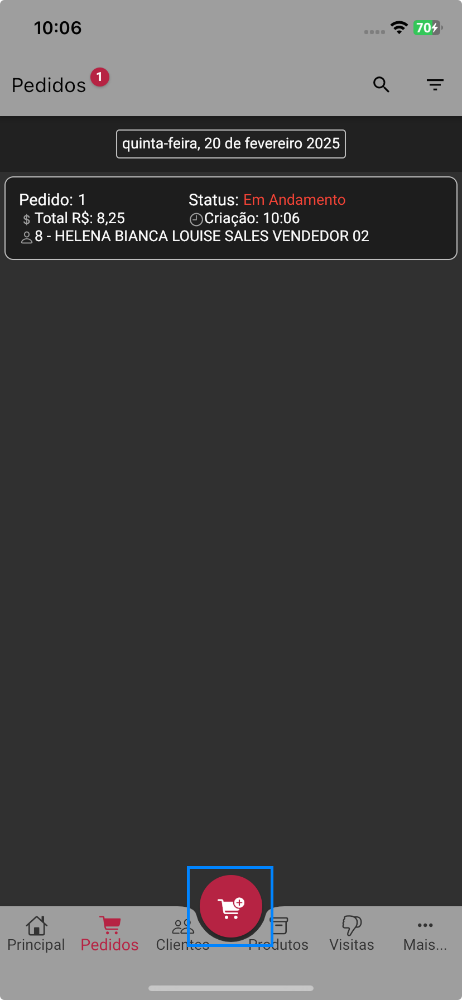 10:06
70
Pedidos
1
quinta-feira, 20 de fevereiro 2025
Pedido: 1
Status: Em Andamento
$ Total R$: 8,25
Criação: 10:06
8 - HELENA BIANCA LOUISE SALES VENDEDOR 02
Principal
Pedidos
Clientes
Produtos
Visitas
Mais...